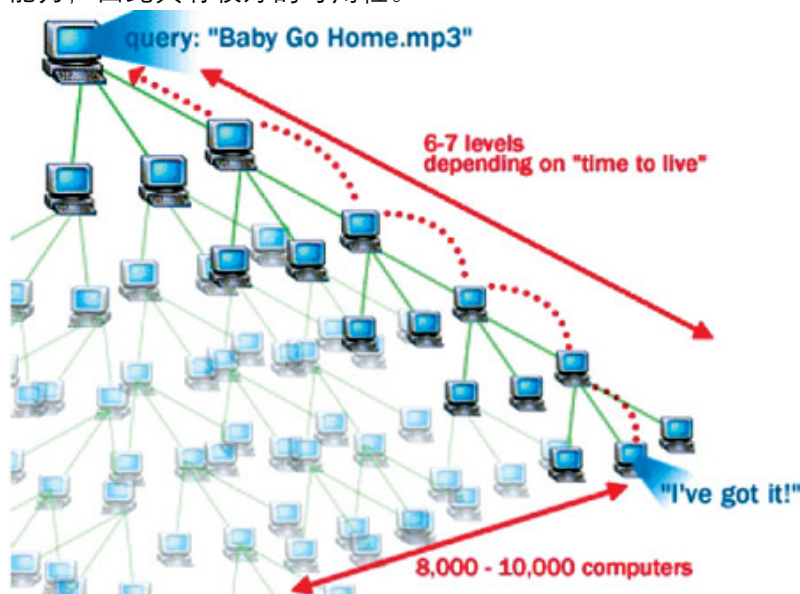 query: "Baby Go Home.mp3"
6-7 levels
depending on "time to live"
"I've got it!"
8,000 - 10,000 computers